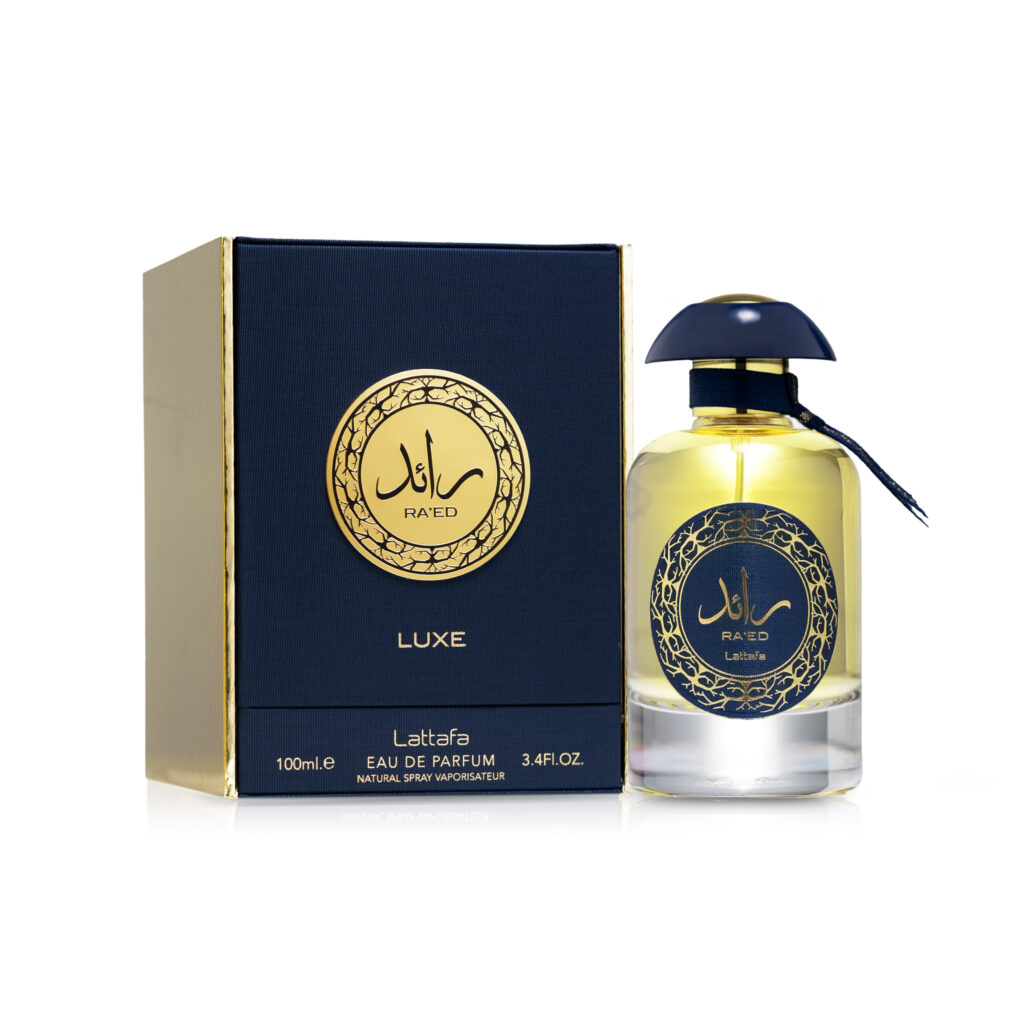 رائد
RA'ED
LUXE
Lattafa
100ml.e EAU DE PARFUM 3.4Fl.OZ.
NATURAL SPRAY VAPORISATEUR
رائد
RA'ED
Lattafa